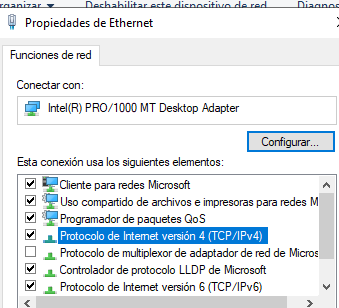 organizar
Deshabilitar este dispositivo de red
Propiedades de Ethernet
Funciones de red
Conectar con:
Intel(R) PRO/1000 MT Desktop Adapter
Configurar...
Esta conexión usa los siguientes elementos:
Cliente para redes Microsoft
Uso compartido de archivos e impresoras para redes M
Programador de paquetes QoS
Protocolo de Internet versión 4 (TCP/IPv4)
Protocolo de multiplexor de adaptador de red de Micros
Controlador de protocolo LLDP de Microsoft
Protocolo de Internet versión 6 (TCP/IPv6)